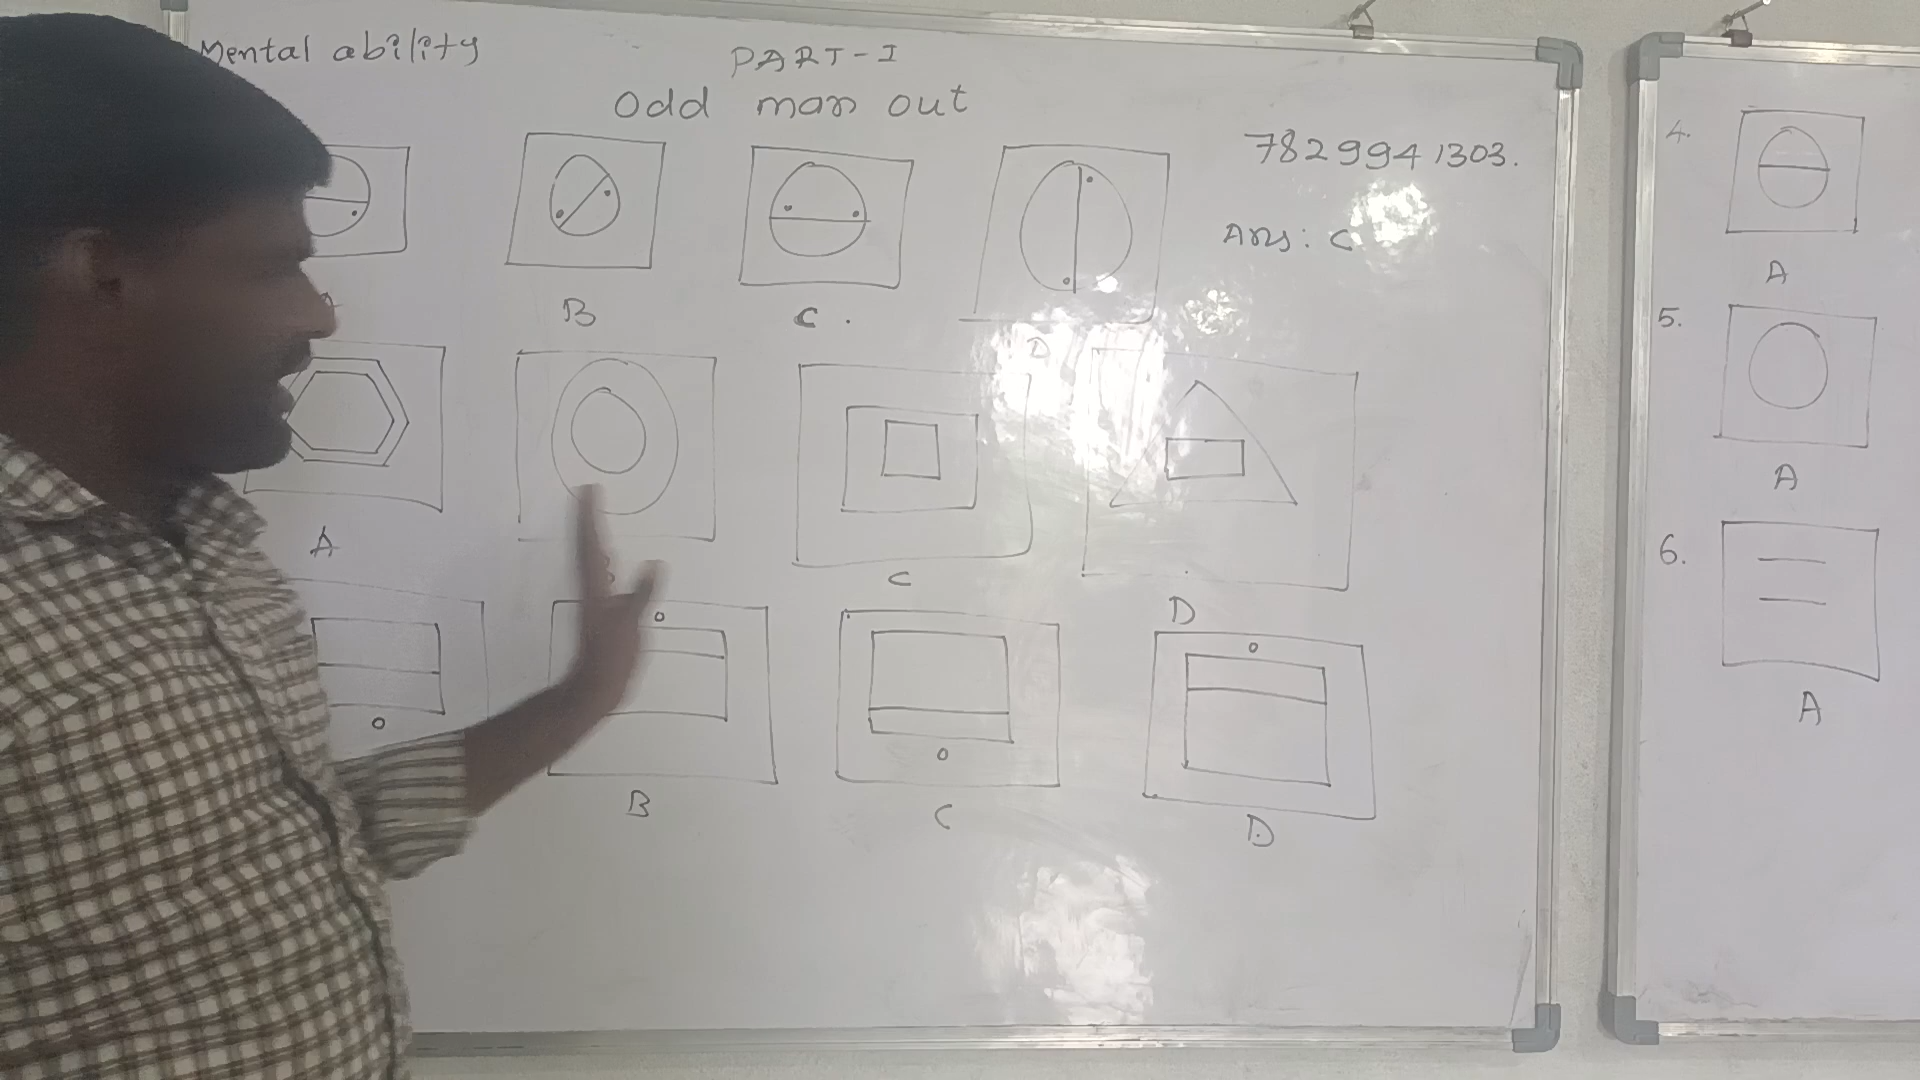 Mental ability
PART-I
Odd man out
7829941303.
Ans: C
A
B
C.
D
A
C
D
B
C
D
4.
A
5.
A
6.
A